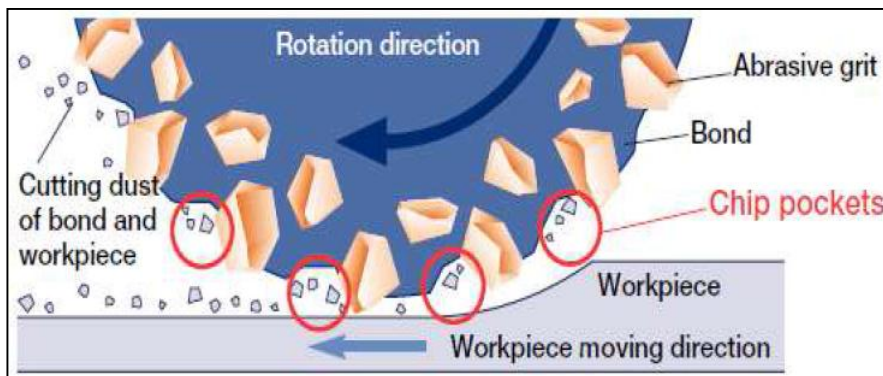 Rotation direction
Abrasive grit
Bond
Cutting dust
of bond and
workpiece
Chip pockets
Workpiece
Workpiece moving direction